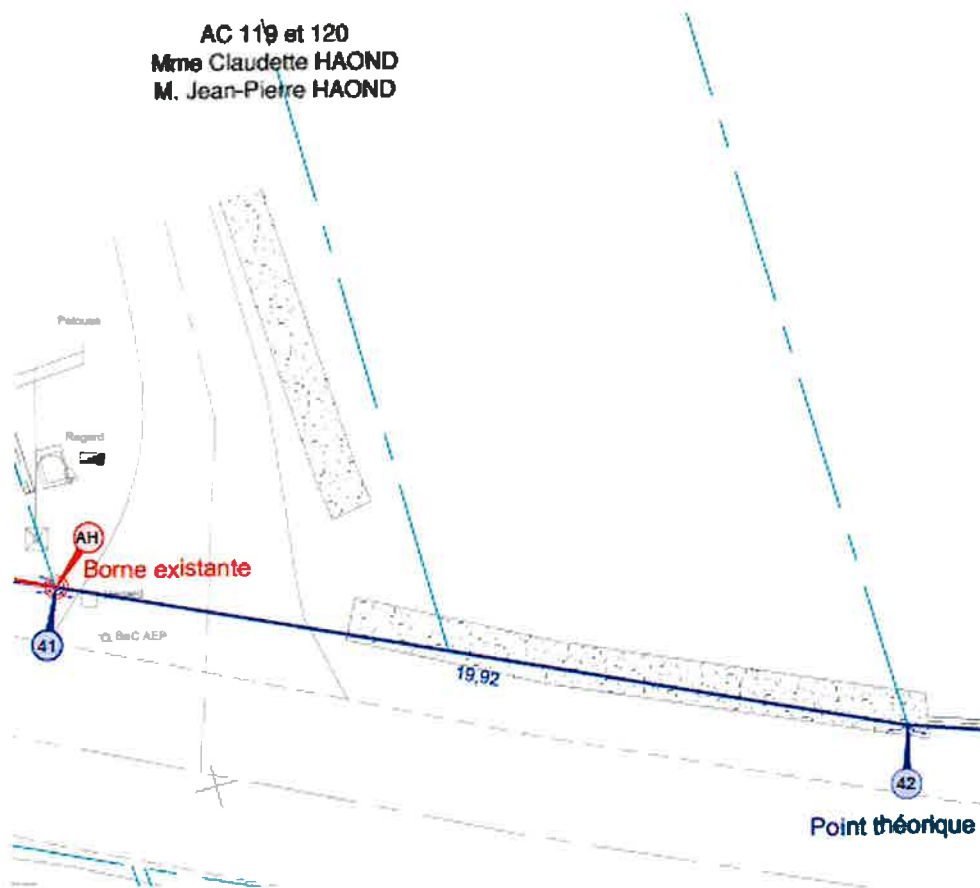 AC 119 et 120
Mme Claudette HAOND
M. Jean-Pierre HAOND
Pelouse
Regard
AH
Borne existante
41
BaC AEP
19,92
42
Point théorique